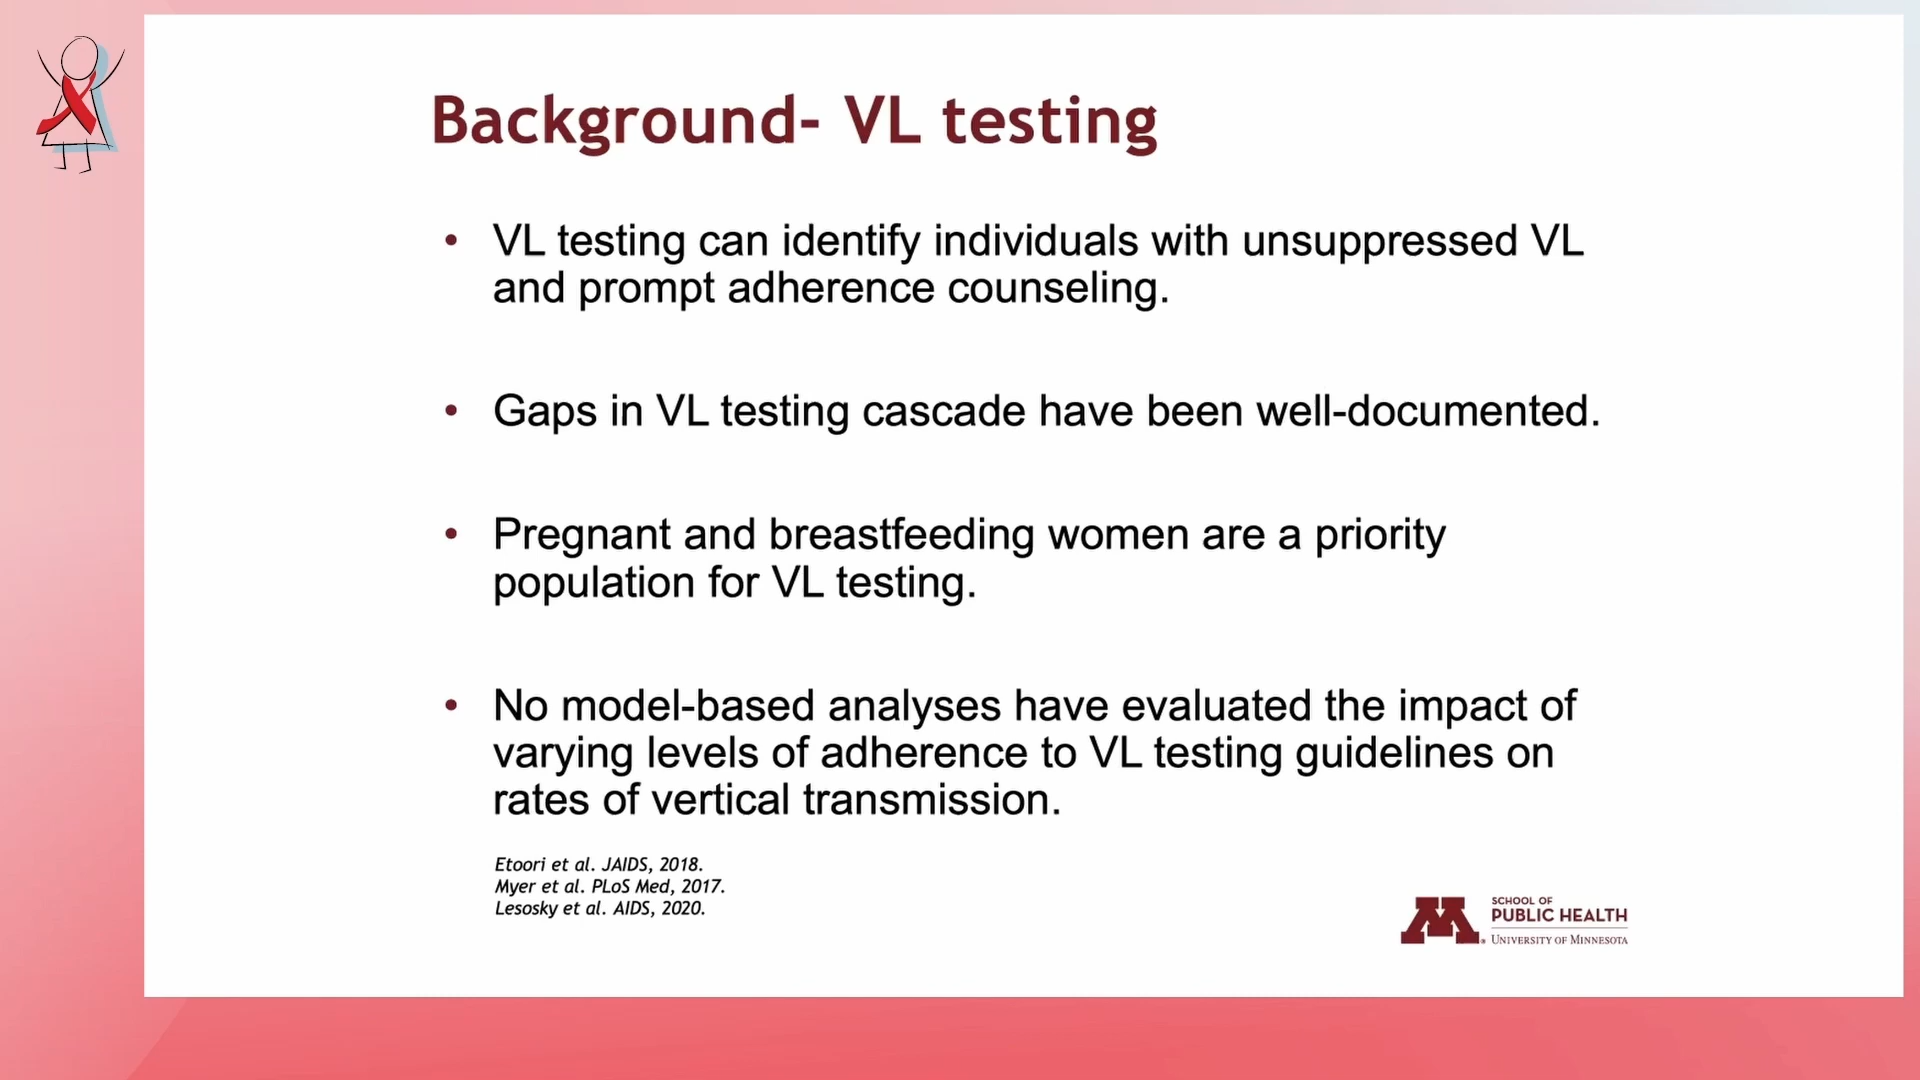 Background- VL testing
• VL testing can identify individuals with unsuppressed VL
and prompt adherence counseling.
• Gaps in VL testing cascade have been well-documented.
• Pregnant and breastfeeding women are a priority
population for VL testing.
• No model-based analyses have evaluated the impact of
varying levels of adherence to VL testing guidelines on
rates of vertical transmission.
Etoori et al. JAIDS, 2018.
Myer et al. PLoS Med, 2017.
Lesosky et al. AIDS, 2020.
M®
SCHOOL OF
PUBLIC HEALTH
UNIVERSITY OF MINNESOTA